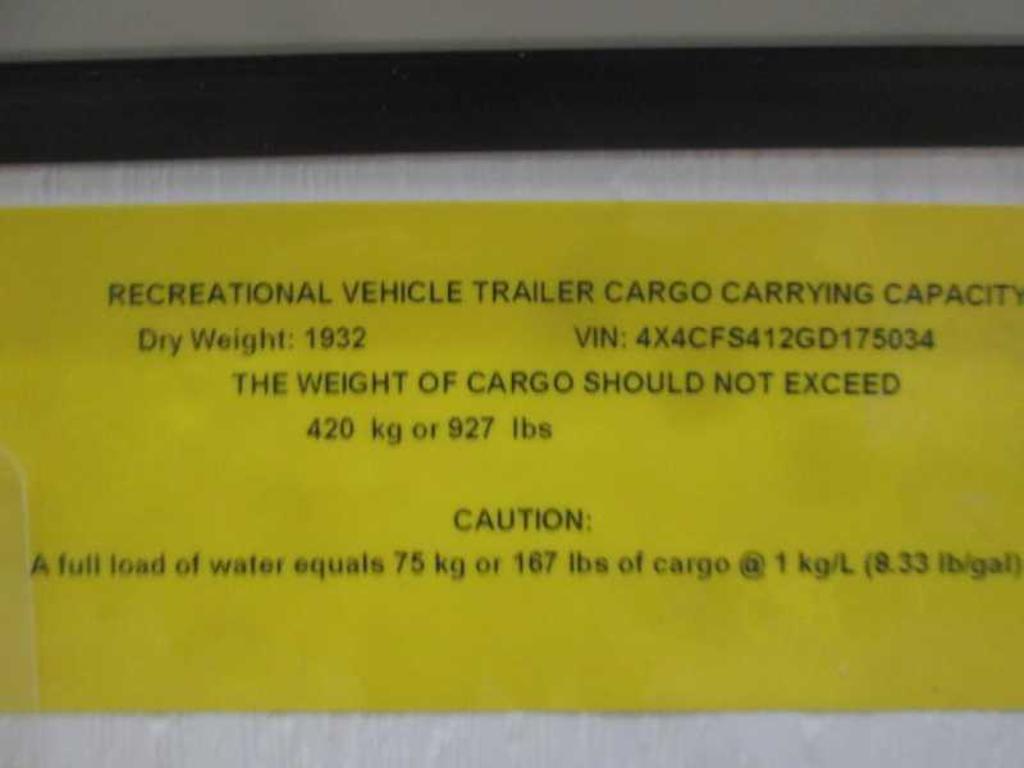 RECREATIONAL VEHICLE TRAILER CARGO CARRYING CAPACITY
Dry Weight: 1932 VIN: 4X4CFS412GD175034
THE WEIGHT OF CARGO SHOULD NOT EXCEED
420 kg or 927 lbs
CAUTION:
A full load of water equals 75 kg or 167 lbs of cargo @ 1 kg/L (8.33 lb/gal)